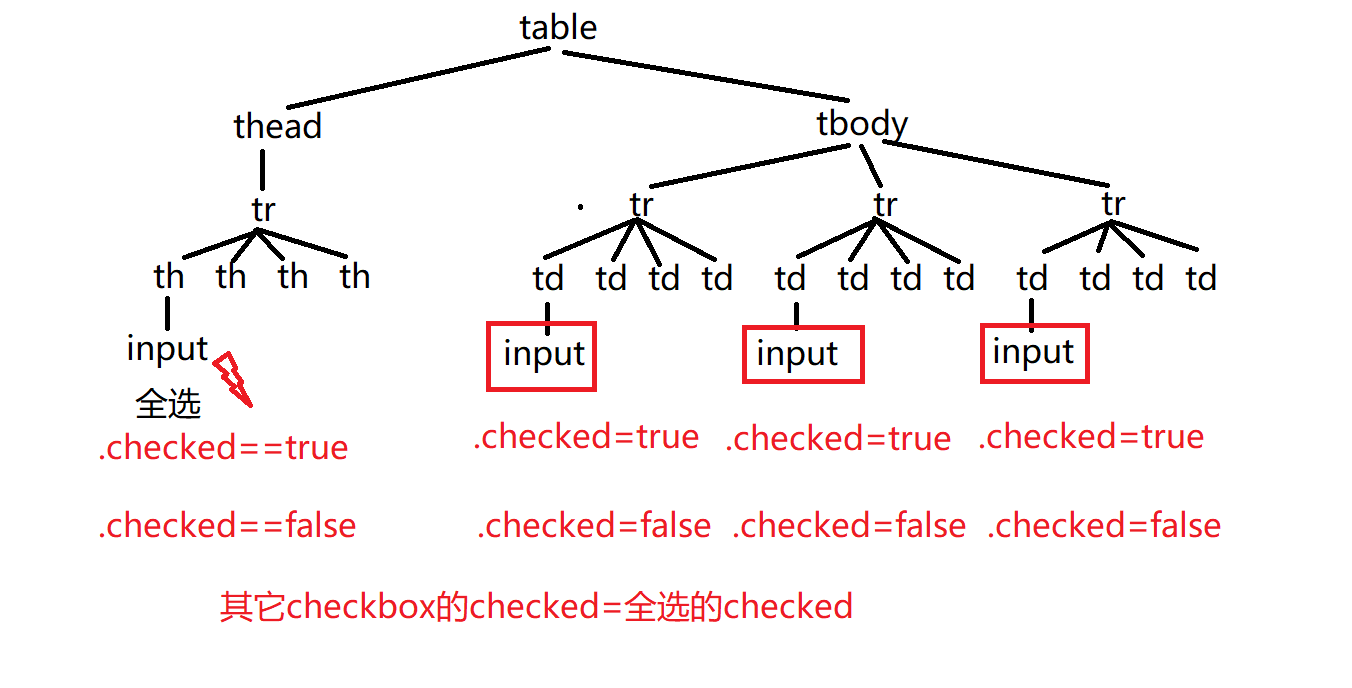 table
thead tbody
tr tr tr tr
th th th th td td td td td td td td td td td td
input input input input
全选
.checked==true .checked=true .checked=true .checked=true
.checked==false .checked=false .checked=false .checked=false
其它checkbox的checked=全选的checked